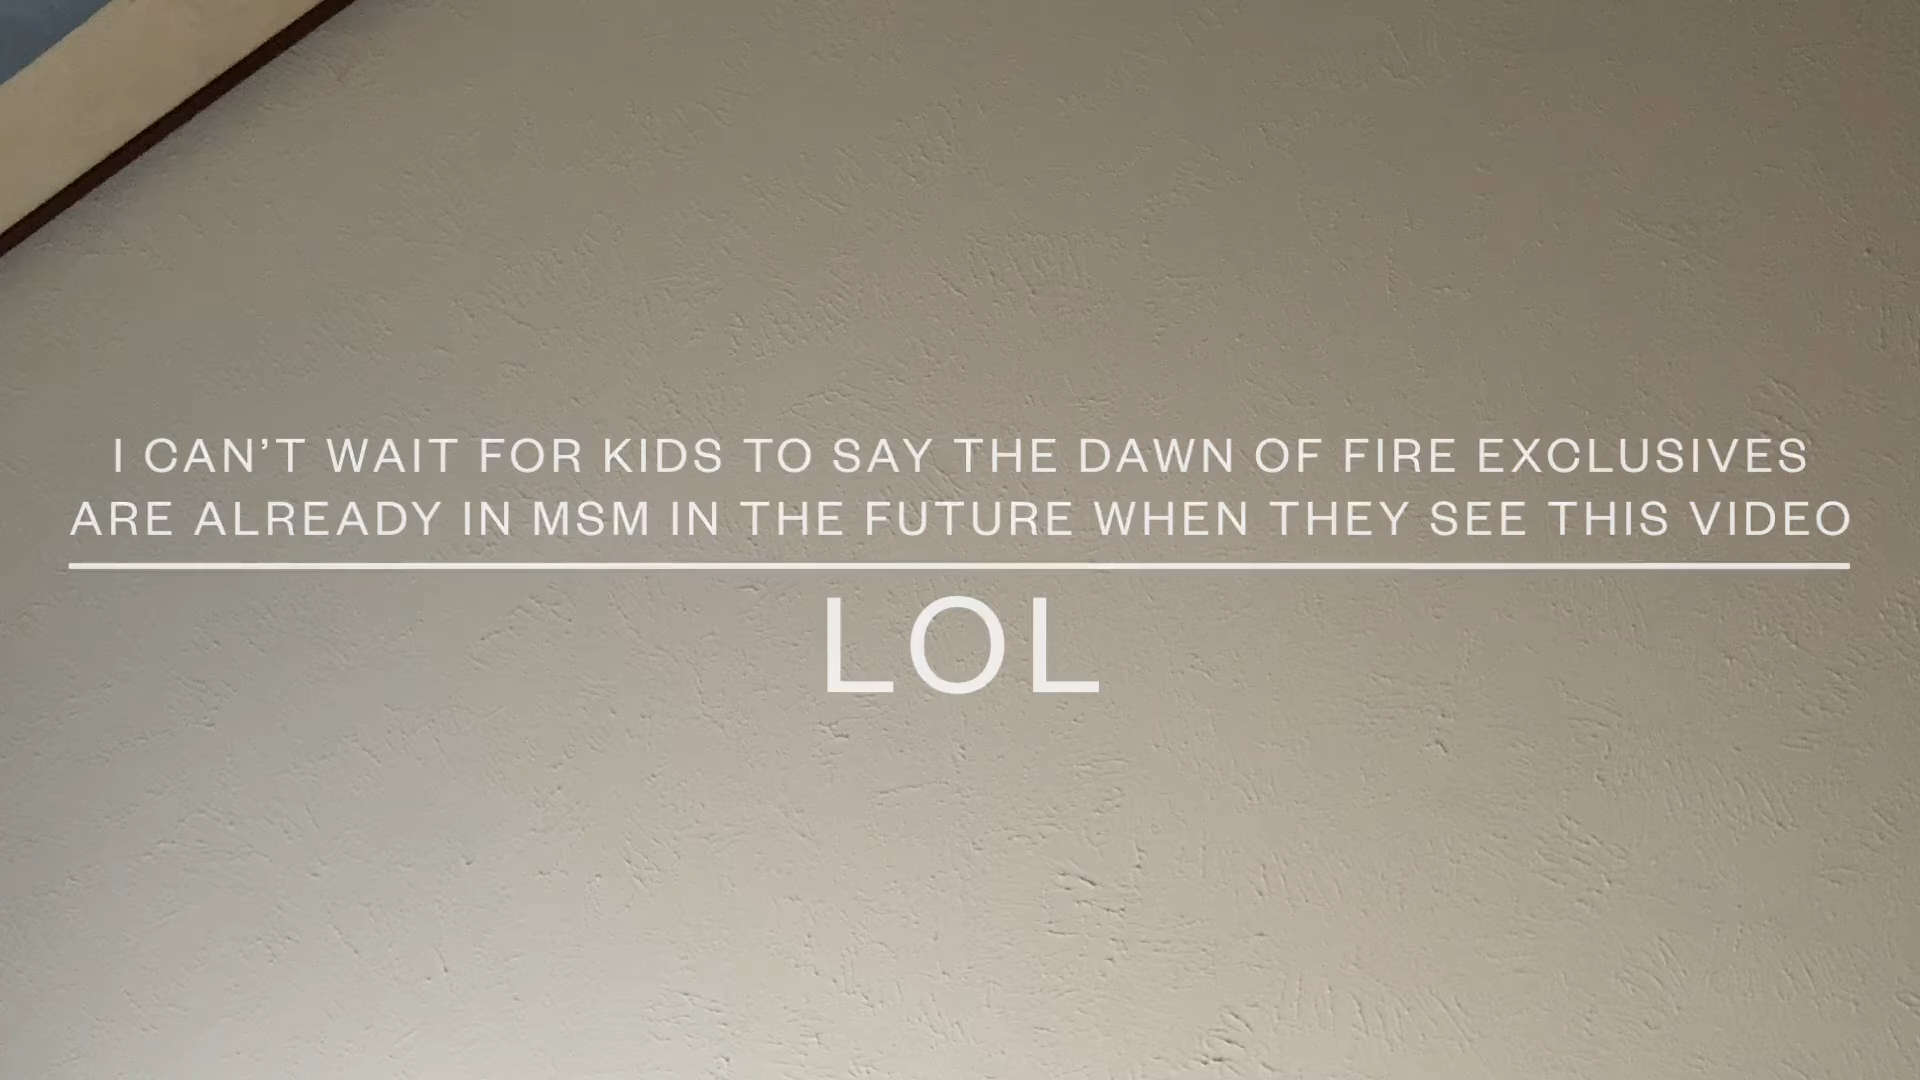 I CAN’T WAIT FOR KIDS TO SAY THE DAWN OF FIRE EXCLUSIVES
ARE ALREADY IN MSM IN THE FUTURE WHEN THEY SEE THIS VIDEO
LOL